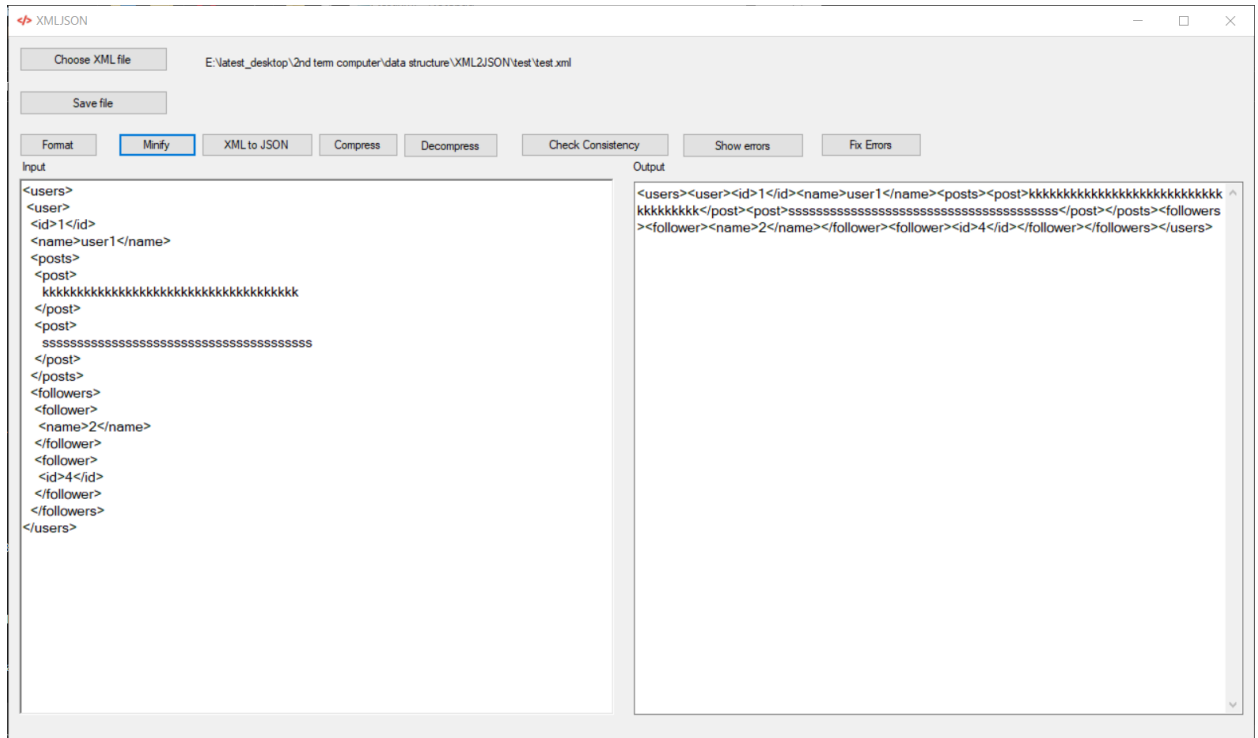 </> XMLJSON
Choose XML file
E:\latest_desktop\2nd term computer\data structure\XML2JSON\test\test.xml
Save file
Format Minify XML to JSON Compress Decompress Check Consistency Show errors Fix Errors
Input
<users>
<user>
<id>1</id>
<name>user1</name>
<posts>
<post>
kkkkkkkkkkkkkkkkkkkkkkkkkkkkkkkkkkkkk
</post>
<post>
sssssssssssssssssssssssssssssssssssssss
</post>
</posts>
<followers>
<follower>
<name>2</name>
</follower>
<follower>
<id>4</id>
</follower>
</followers>
</users>
Output
<users><user><id>1</id><name>user1</name><posts><post>kkkkkkkkkkkkkkkkkkkkkkkkkkkk
kkkkkkkkk</post><post>sssssssssssssssssssssssssssssssssssssss</post></posts><followers
><follower><name>2</name></follower><follower><id>4</id></follower></followers></users>